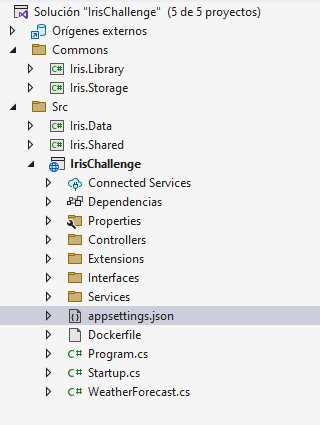 Solución "IrisChallenge" (5 de 5 proyectos)
Orígenes externos
Commons
C# Iris.Library
C# Iris.Storage
Src
C# Iris.Data
C# Iris.Shared
IrisChallenge
Connected Services
Dependencias
Properties
Controllers
Extensions
Interfaces
Services
appsettings.json
Dockerfile
C# Program.cs
C# Startup.cs
C# WeatherForecast.cs